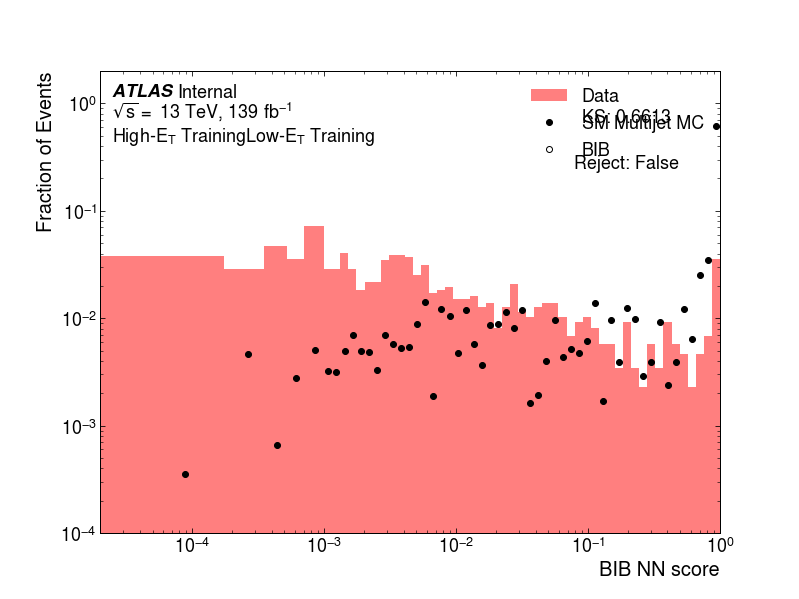 ATLAS Internal
√s = 13 TeV, 139 fb⁻¹
High-E_T TrainingLow-E_T Training
Data
KS: 0.6613
SM Multijet MC
BIB
Reject: False
Fraction of Events
10⁰
10⁻¹
10⁻²
10⁻³
10⁻⁴
10⁻⁴ 10⁻³ 10⁻² 10⁻¹ 10⁰
BIB NN score